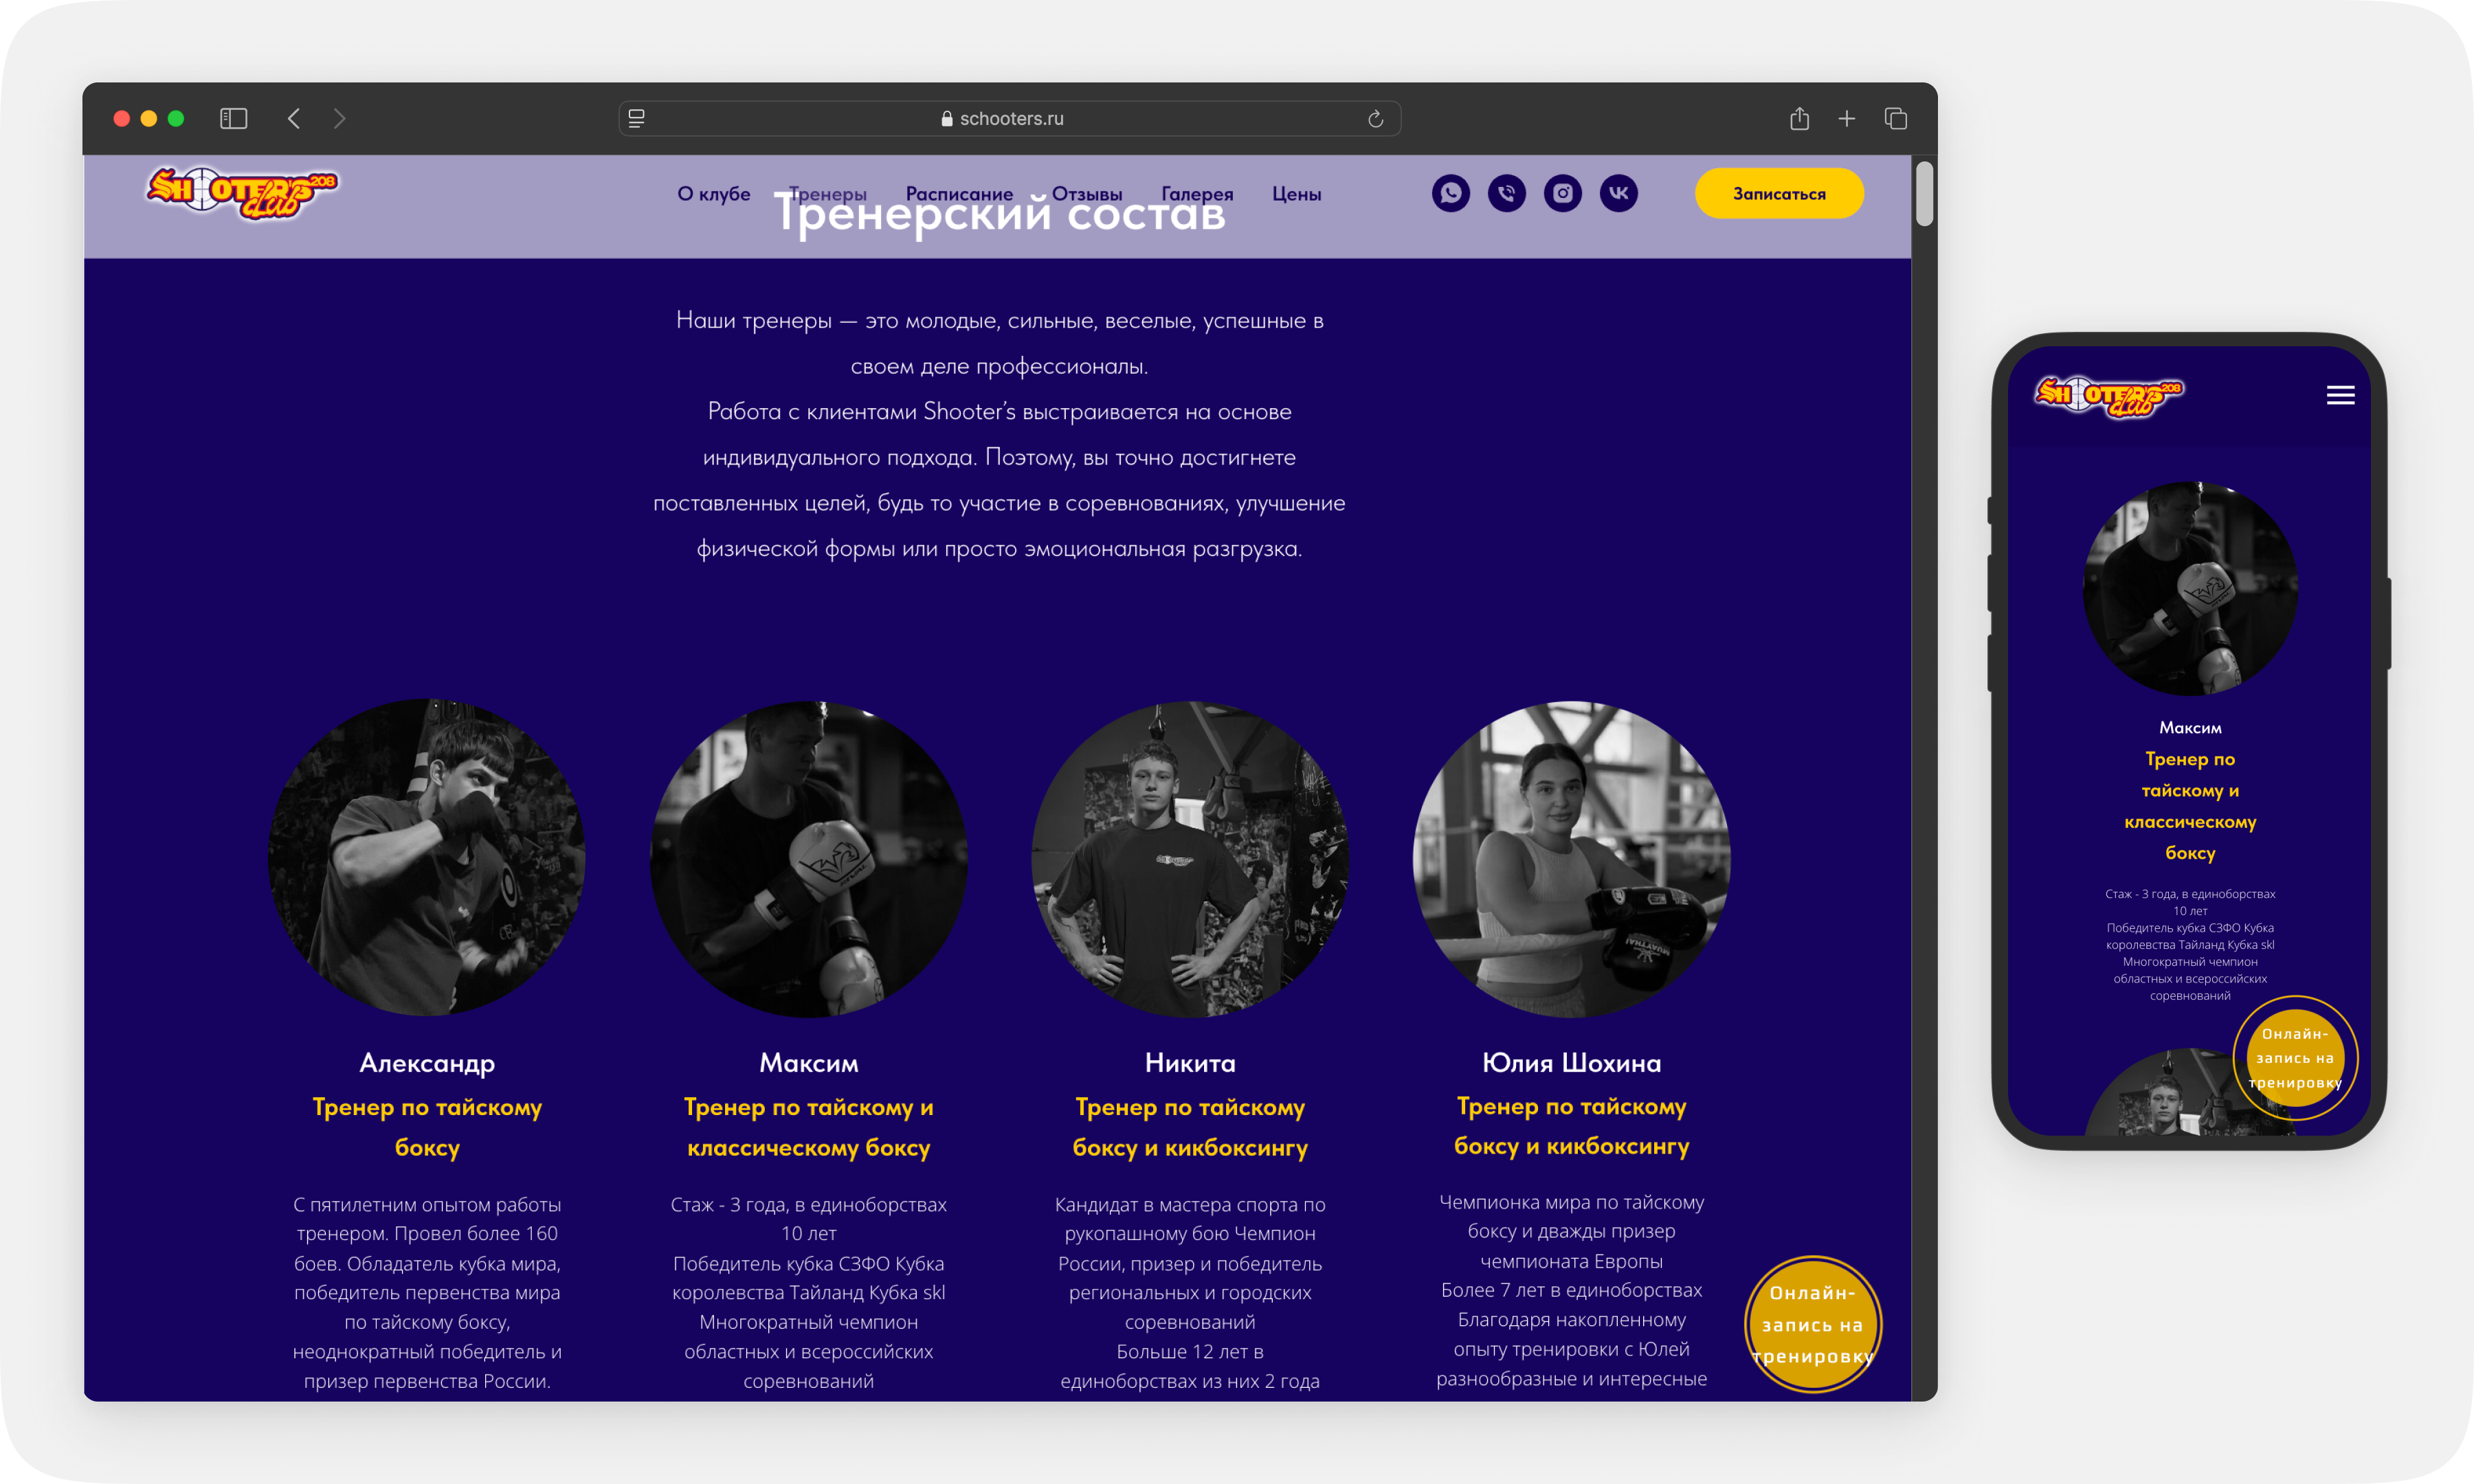 schooters.ru
SHOOTER'S 208
club
О клубе Тренеры Расписание Отзывы Галерея Цены
Записаться
Тренерский состав
Наши тренеры — это молодые, сильные, веселые, успешные в
своем деле профессионалы.
Работа с клиентами Shooter’s выстраивается на основе
индивидуального подхода. Поэтому, вы точно достигнете
поставленных целей, будь то участие в соревнованиях, улучшение
физической формы или просто эмоциональная разгрузка.
Александр
Тренер по тайскому
боксу
С пятилетним опытом работы
тренером. Провел более 160
боев. Обладатель кубка мира,
победитель первенства мира
по тайскому боксу,
неоднократный победитель и
призер первенства России.
Максим
Тренер по тайскому и
классическому боксу
Стаж - 3 года, в единоборствах
10 лет
Победитель кубка СЗФО Кубка
королевства Тайланд Кубка skl
Многократный чемпион
областных и всероссийских
соревнований
Никита
Тренер по тайскому
боксу и кикбоксингу
Кандидат в мастера спорта по
рукопашному бою Чемпион
России, призер и победитель
региональных и городских
соревнований
Больше 12 лет в
единоборствах из них 2 года
Юлия Шохина
Тренер по тайскому
боксу и кикбоксингу
Чемпионка мира по тайскому
боксу и дважды призер
чемпионата Европы
Более 7 лет в единоборствах
Благодаря накопленному
опыту тренировки с Юлей
разнообразные и интересные
Онлайн-
запись на
тренировку
SHOOTER'S 208
club
Максим
Тренер по
тайскому и
классическому
боксу
Стаж - 3 года, в единоборствах
10 лет
Победитель кубка СЗФО Кубка
королевства Тайланд Кубка skl
Многократный чемпион
областных и всероссийских
соревнований
Онлайн-
запись на
тренировку